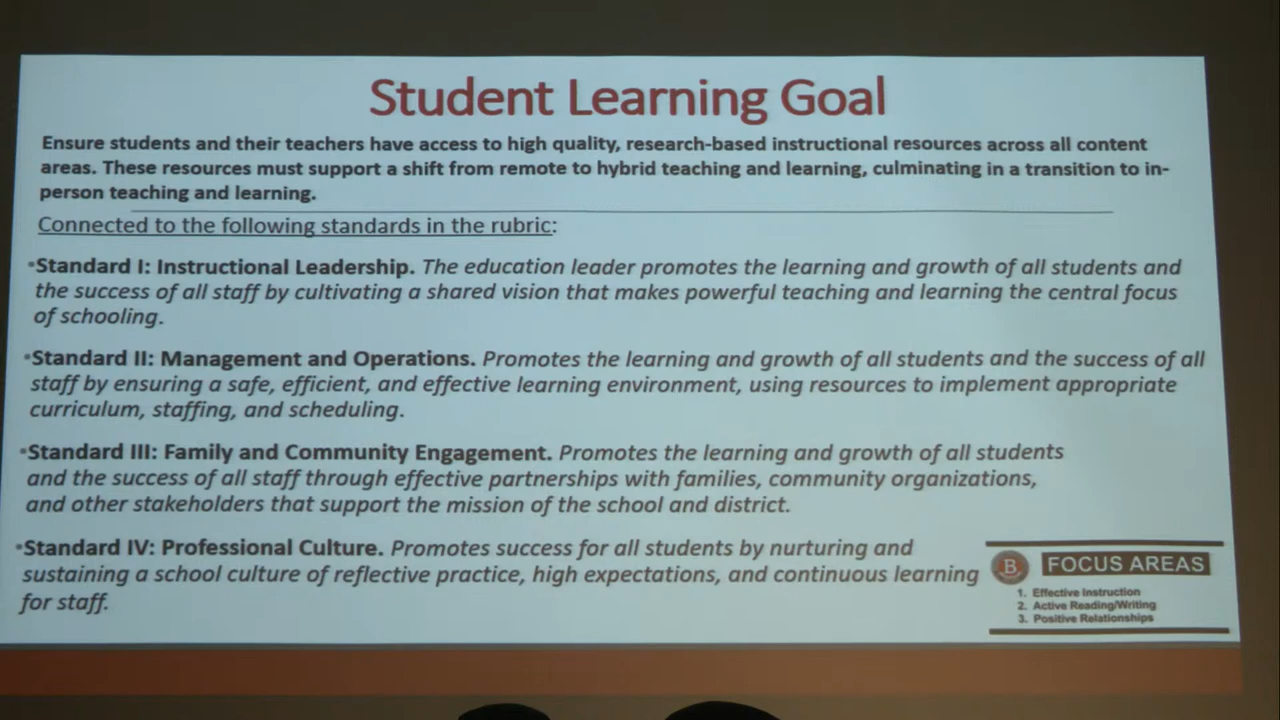 Student Learning Goal
Ensure students and their teachers have access to high quality, research-based instructional resources across all content
areas. These resources must support a shift from remote to hybrid teaching and learning, culminating in a transition to in-
person teaching and learning.
Connected to the following standards in the rubric:
•Standard I: Instructional Leadership. The education leader promotes the learning and growth of all students and
the success of all staff by cultivating a shared vision that makes powerful teaching and learning the central focus
of schooling.
•Standard II: Management and Operations. Promotes the learning and growth of all students and the success of all
staff by ensuring a safe, efficient, and effective learning environment, using resources to implement appropriate
curriculum, staffing, and scheduling.
•Standard III: Family and Community Engagement. Promotes the learning and growth of all students
and the success of all staff through effective partnerships with families, community organizations,
and other stakeholders that support the mission of the school and district.
•Standard IV: Professional Culture. Promotes success for all students by nurturing and
sustaining a school culture of reflective practice, high expectations, and continuous learning
for staff.
B
FOCUS AREAS
1. Effective Instruction
2. Active Reading/Writing
3. Positive Relationships